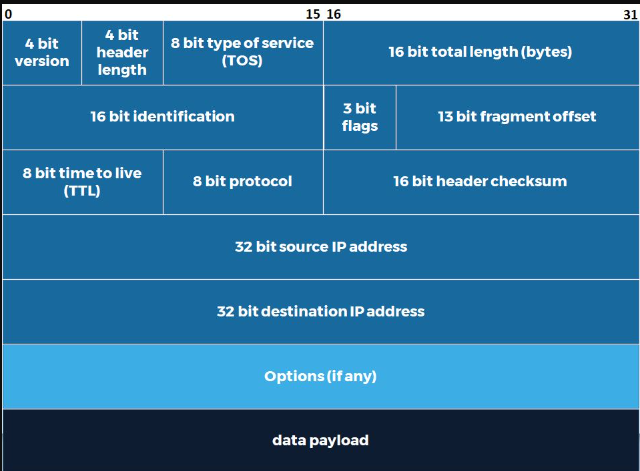 0 15 16 31
4 bit
version
4 bit
header
length
8 bit type of service
(TOS)
16 bit total length (bytes)
16 bit identification
3 bit
flags
13 bit fragment offset
8 bit time to live
(TTL)
8 bit protocol
16 bit header checksum
32 bit source IP address
32 bit destination IP address
Options (if any)
data payload